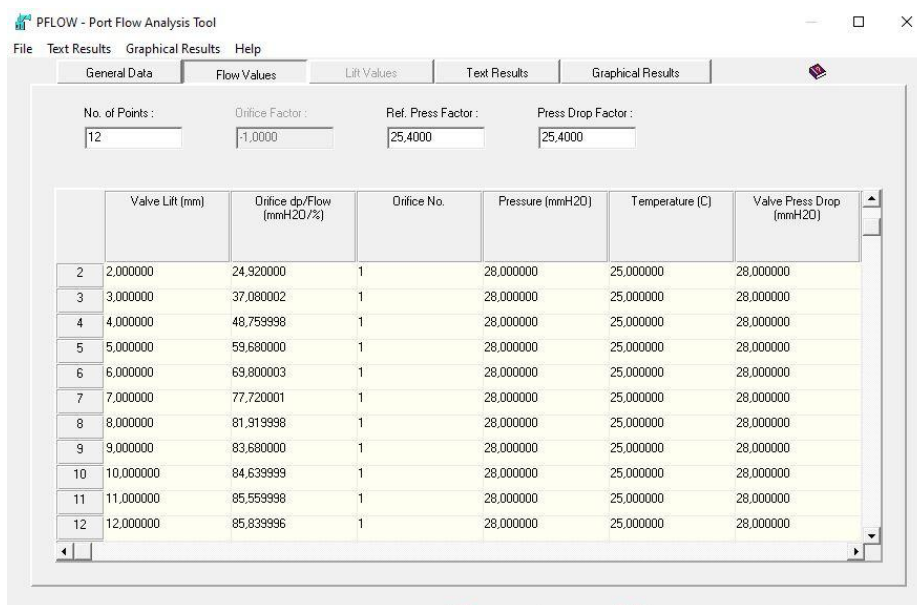 PFLOW - Port Flow Analysis Tool
File Text Results Graphical Results Help
General Data Flow Values Lift Values Text Results Graphical Results
No. of Points : Orifice Factor : Ref. Press Factor : Press Drop Factor :
12 -1,0000 25,4000 25,4000
Valve Lift (mm) Orifice dp/Flow Orifice No. Pressure (mmH2O) Temperature (C) Valve Press Drop
(mmH2O/%) (mmH2O)
2 2,000000 24,920000 1 28,000000 25,000000 28,000000
3 3,000000 37,080002 1 28,000000 25,000000 28,000000
4 4,000000 48,759998 1 28,000000 25,000000 28,000000
5 5,000000 59,680000 1 28,000000 25,000000 28,000000
6 6,000000 69,800003 1 28,000000 25,000000 28,000000
7 7,000000 77,720001 1 28,000000 25,000000 28,000000
8 8,000000 81,919998 1 28,000000 25,000000 28,000000
9 9,000000 83,680000 1 28,000000 25,000000 28,000000
10 10,000000 84,639999 1 28,000000 25,000000 28,000000
11 11,000000 85,559998 1 28,000000 25,000000 28,000000
12 12,000000 85,839996 1 28,000000 25,000000 28,000000